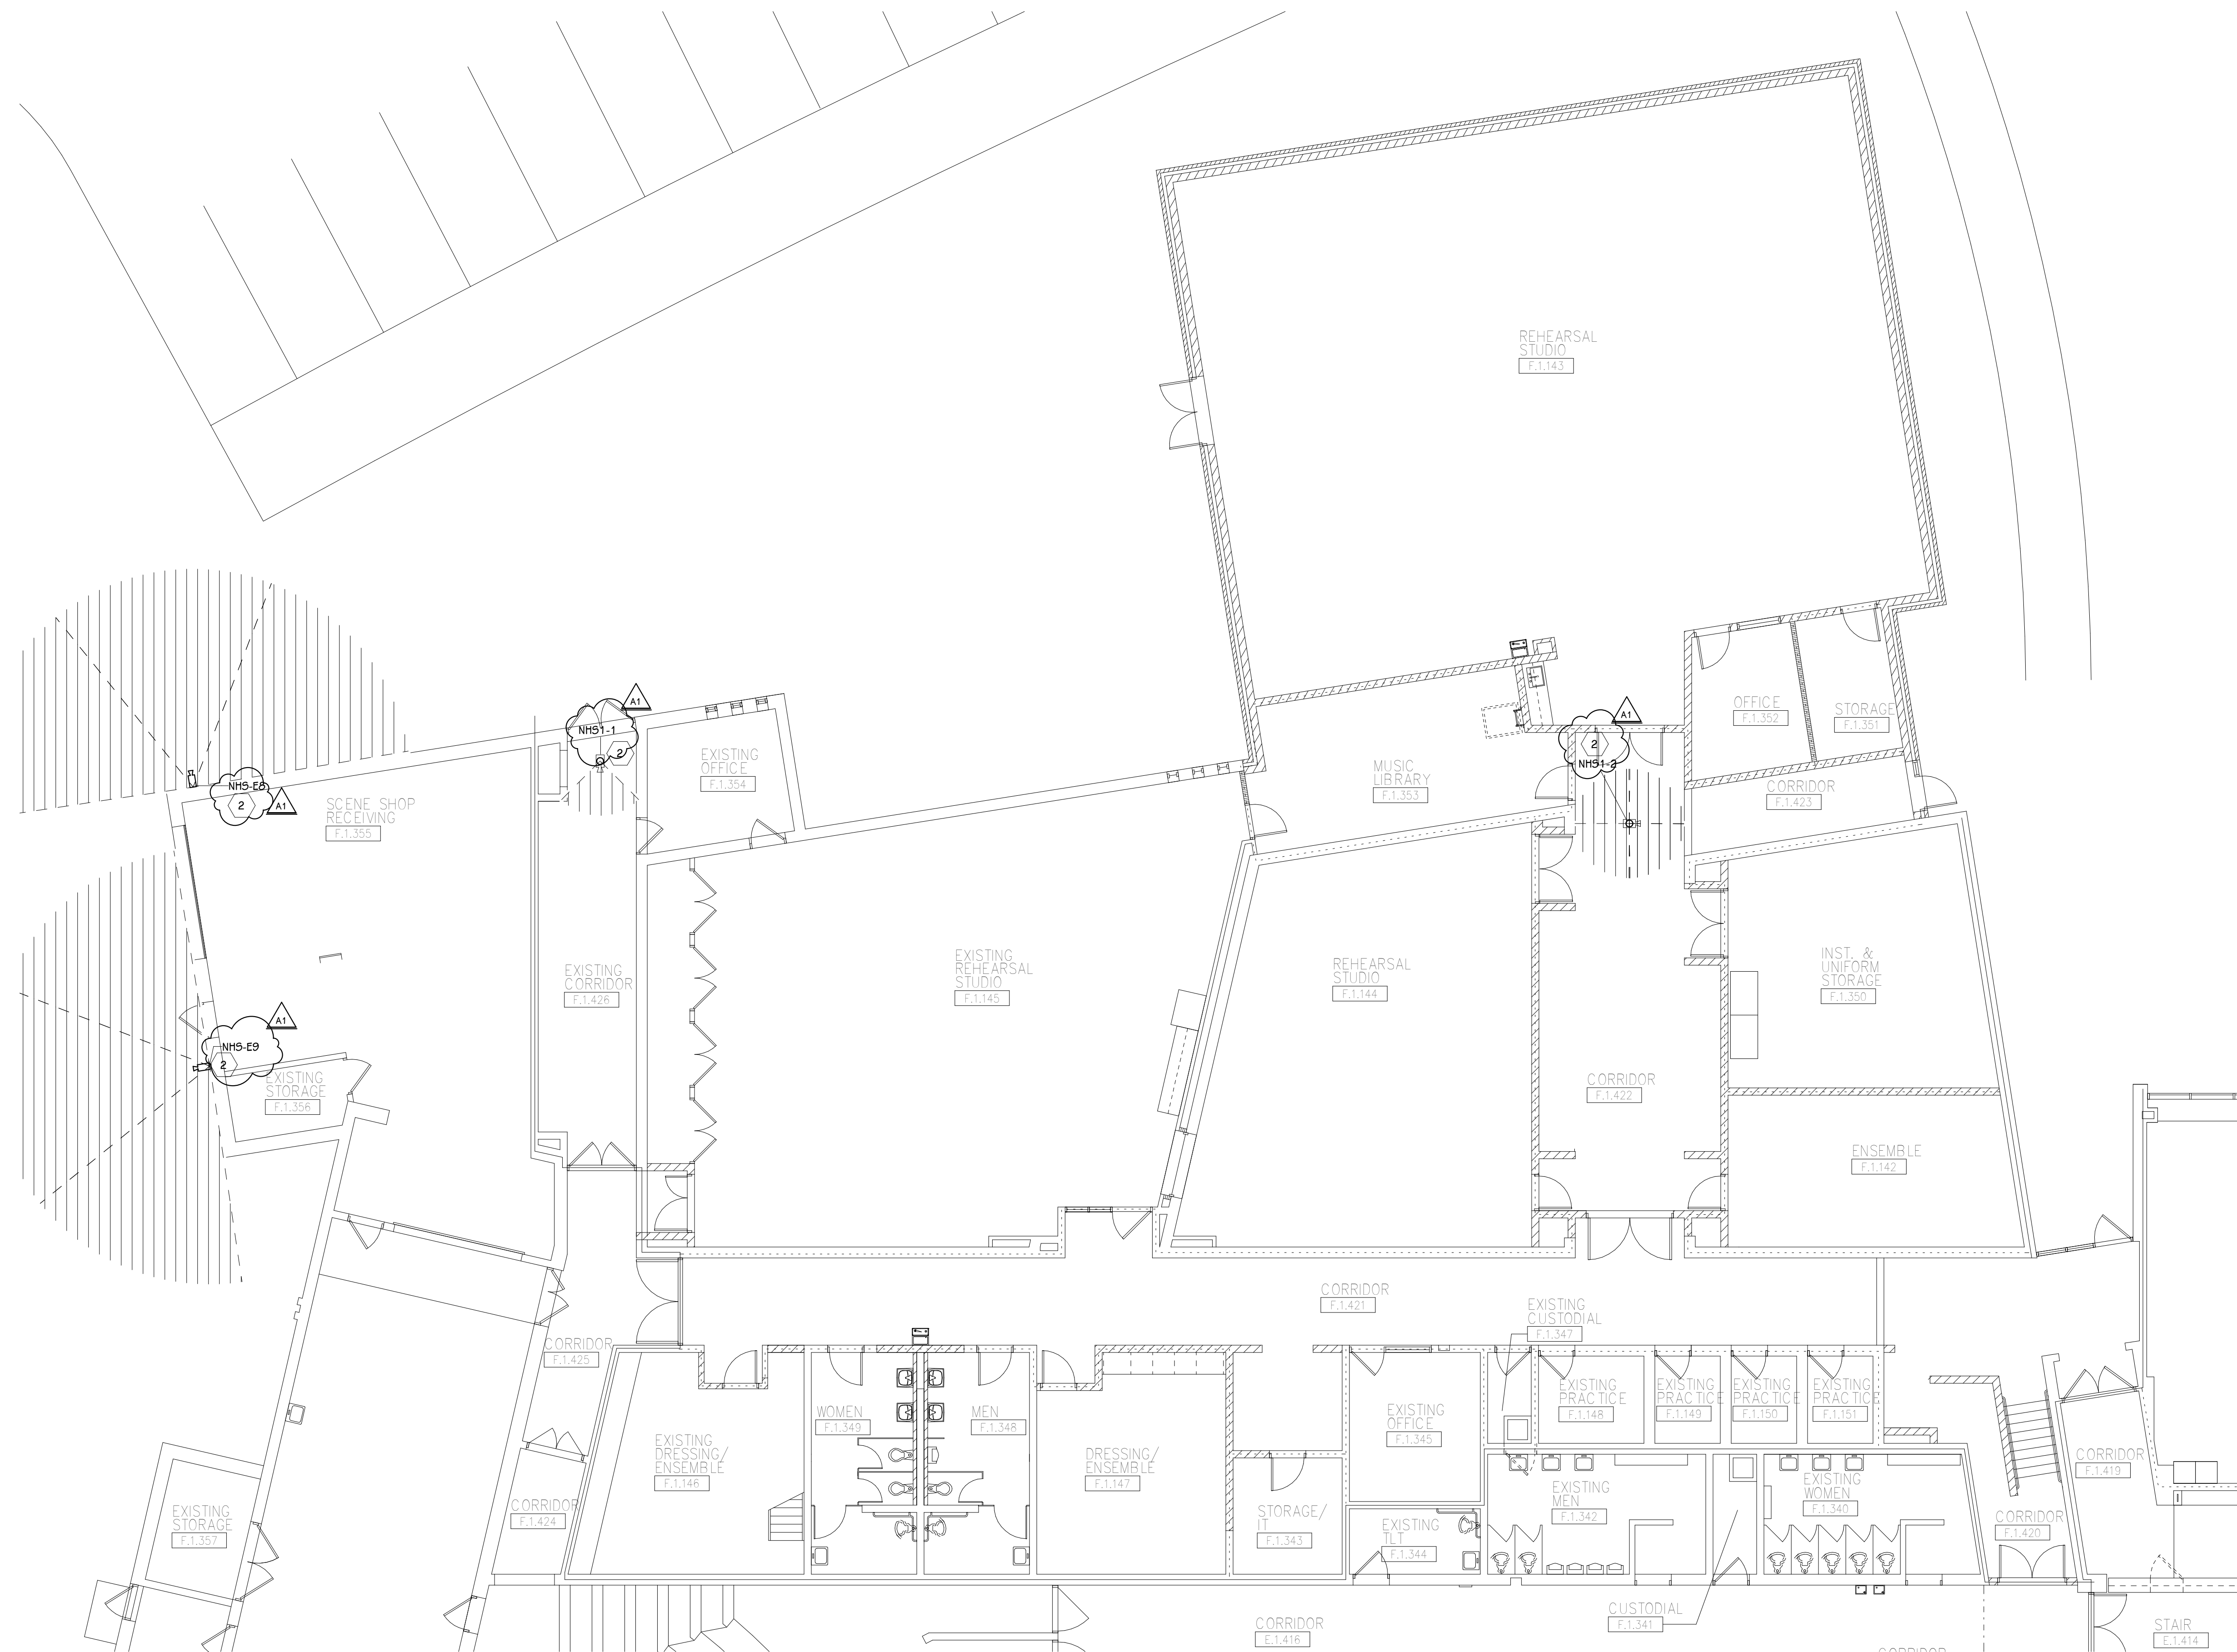 REHEARSAL
STUDIO
F.1.143
A1
NHS1-1
2
EXISTING
OFFICE
F.1.354
A1
2
NHS1-2
OFFICE
F.1.352
STORAGE
F.1.351
MUSIC
LIBRARY
F.1.353
CORRIDOR
F.1.423
NHS-E8
2
A1
SCENE SHOP
RECEIVING
F.1.355
EXISTING
CORRIDOR
F.1.426
EXISTING
REHEARSAL
STUDIO
F.1.145
REHEARSAL
STUDIO
F.1.144
INST. &
UNIFORM
STORAGE
F.1.350
A1
NHS-E9
2
EXISTING
STORAGE
F.1.356
CORRIDOR
F.1.422
ENSEMBLE
F.1.142
CORRIDOR
F.1.421
EXISTING
CUSTODIAL
F.1.347
CORRIDOR
F.1.425
WOMEN
F.1.349
MEN
F.1.348
EXISTING
DRESSING/
ENSEMBLE
F.1.146
DRESSING/
ENSEMBLE
F.1.147
EXISTING
OFFICE
F.1.345
EXISTING
PRACTICE
F.1.148
EXISTING
PRACTICE
F.1.149
EXISTING
PRACTICE
F.1.150
EXISTING
PRACTICE
F.1.151
CORRIDOR
F.1.419
EXISTING
STORAGE
F.1.357
CORRIDOR
F.1.424
STORAGE/
IT
F.1.343
EXISTING
TLT
F.1.344
EXISTING
MEN
F.1.342
EXISTING
WOMEN
F.1.340
CORRIDOR
F.1.420
CORRIDOR
E.1.416
CUSTODIAL
F.1.341
STAIR
E.1.414
CORRIDOR